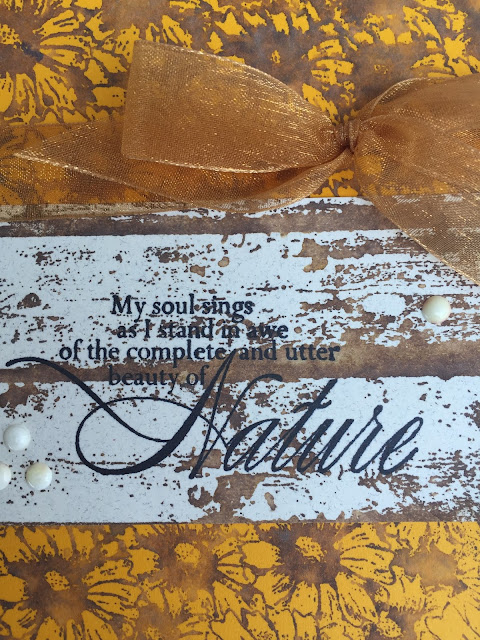 My soul sings
as I stand in awe
of the complete and utter
beauty of
Nature